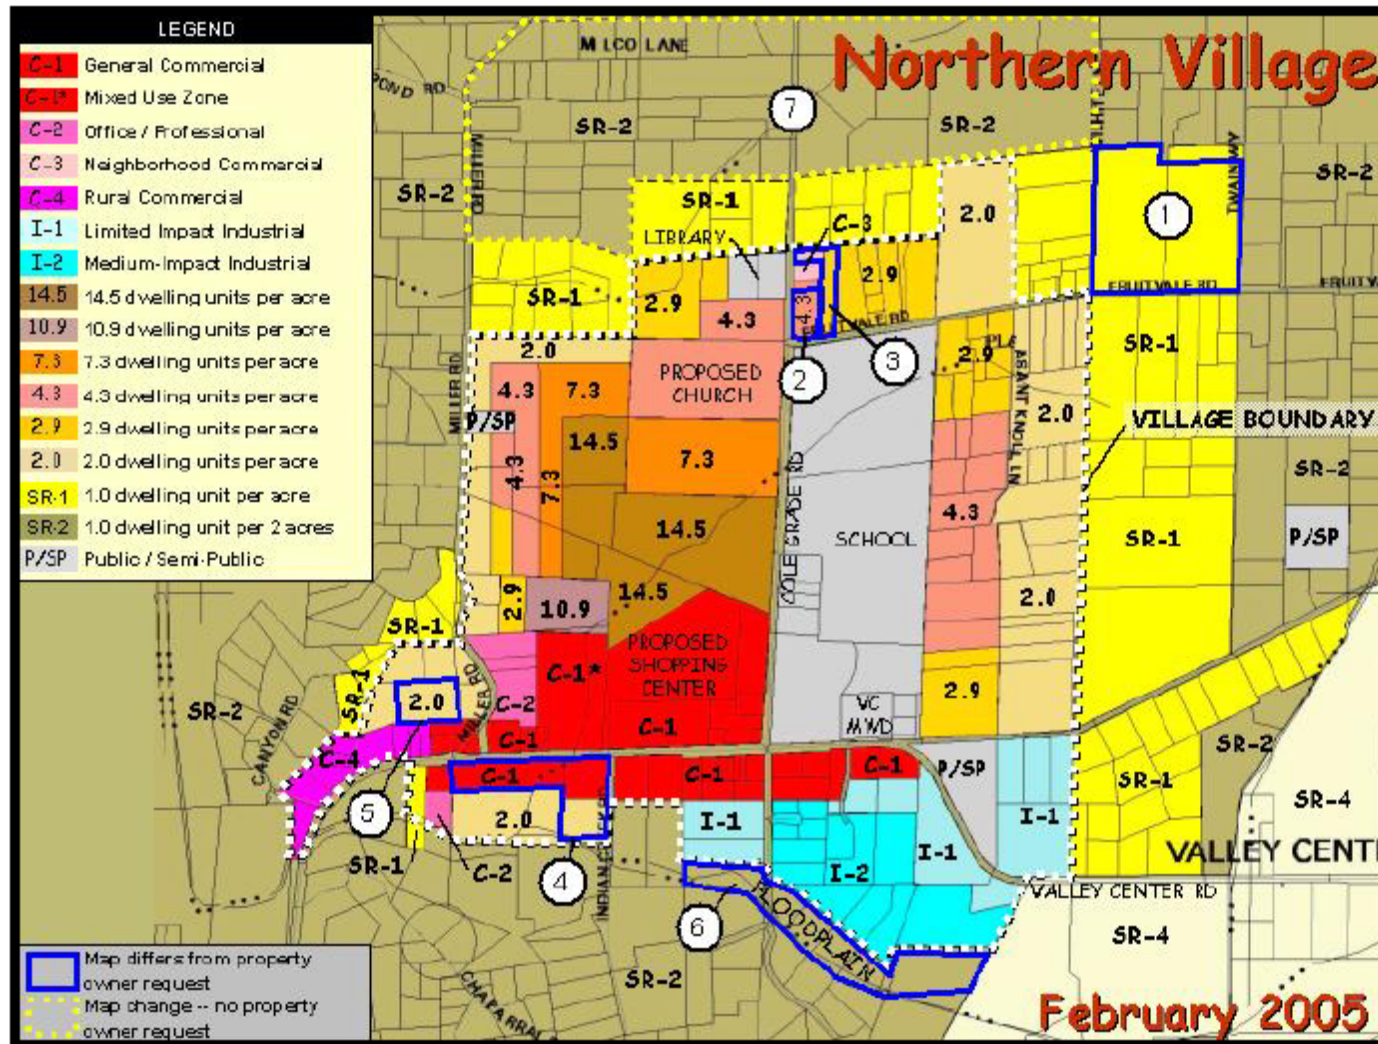 LEGEND
C-1 General Commercial
C-1* Mixed Use Zone
C-2 Office / Professional
C-3 Neighborhood Commercial
C-4 Rural Commercial
I-1 Limited Impact Industrial
I-2 Medium-Impact Industrial
14.5 14.5 dwelling units per acre
10.9 10.9 dwelling units per acre
7.3 7.3 dwelling units per acre
4.3 4.3 dwelling units per acre
2.9 2.9 dwelling units per acre
2.0 2.0 dwelling units per acre
SR-1 1.0 dwelling unit per acre
SR-2 1.0 dwelling unit per 2 acres
P/SP Public / Semi-Public
Northern Village
MILCO LANE
POND RD
7
SR-2
SR-2
MILLER RD
SR-2
SR-1
C-3
LIBRARY
2.0
1
TWAIN WY
SR-2
FRUITVALE RD
SR-1
2.9
4.3
4.3
2.9
3
2
2.0
MILLER RD
P/SP
4.3
7.3
PROPOSED
CHURCH
2.9
SR-1
4.3
7.3
14.5
7.3
2.0
VILLAGE BOUNDARY
SR-2
14.5
COLE GRADE RD
SCHOOL
4.3
SR-1
P/SP
2.9
10.9
14.5
2.0
SR-1
SR-1
SR-2
CANYON RD
2.0
MILLER RD
C-2
C-1*
PROPOSED
SHOPPING
CENTER
C-1
C-1
VC
MWD
2.9
C-4
5
C-1
C-1
C-1
P/SP
SR-2
SR-1
SR-4
2.0
I-1
I-1
SR-1
C-2
4
I-2
I-1
VALLEY CENT
VALLEY CENTER RD
6
FLOODPLAIN
SR-2
SR-4
Map differs from property
owner request
Map change -- no property
owner request
February 2005